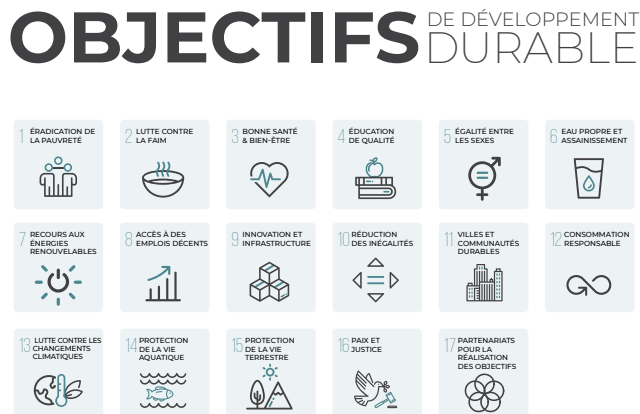 OBJECTIFS
DE DÉVELOPPEMENT
DURABLE
1 ÉRADICATION DE
LA PAUVRETÉ
2 LUTTE CONTRE
LA FAIM
3 BONNE SANTÉ
& BIEN-ÊTRE
4 ÉDUCATION
DE QUALITÉ
5 ÉGALITÉ ENTRE
LES SEXES
6 EAU PROPRE ET
ASSAINISSEMENT
7 RECOURS AUX
ÉNERGIES
RENOUVELABLES
8 ACCÈS À DES
EMPLOIS DÉCENTS
9 INNOVATION ET
INFRASTRUCTURE
10 RÉDUCTION
DES INÉGALITÉS
11 VILLES ET
COMMUNAUTÉS
DURABLES
12 CONSOMMATION
RESPONSABLE
13 LUTTE CONTRE LES
CHANGEMENTS
CLIMATIQUES
14 PROTECTION
DE LA VIE
AQUATIQUE
15 PROTECTION
DE LA VIE
TERRESTRE
16 PAIX ET
JUSTICE
17 PARTENARIATS
POUR LA
RÉALISATION
DES OBJECTIFS